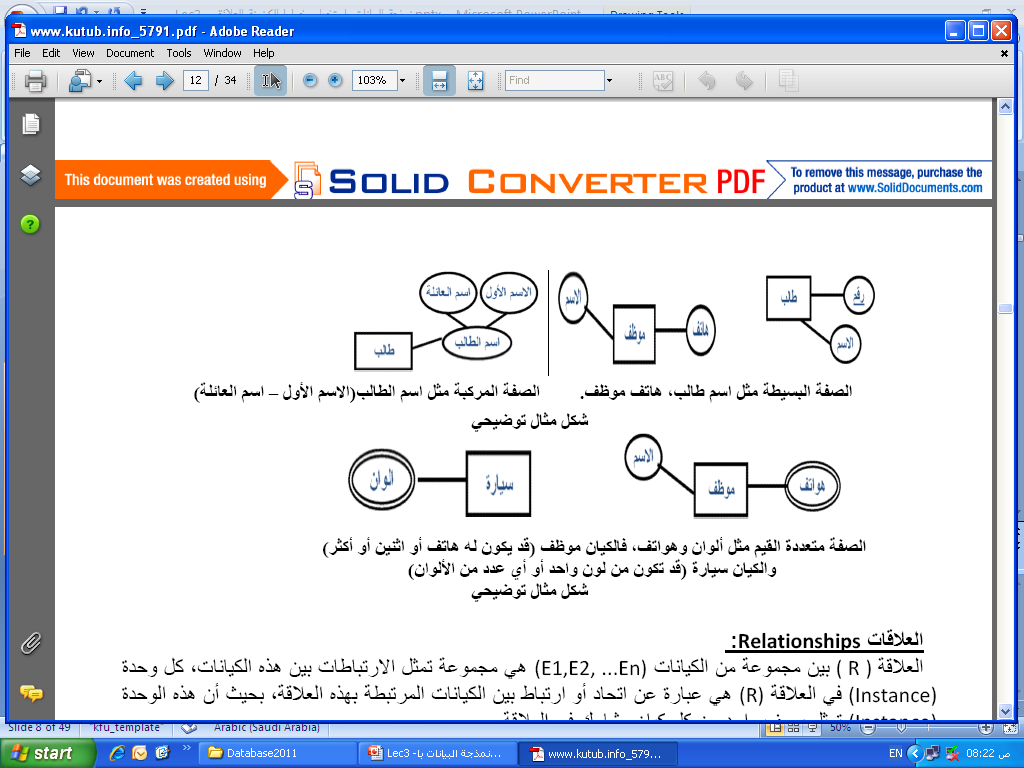 www.kutub.info_5791.pdf - Adobe Reader
File Edit View Document Tools Window Help
12 / 34 103% Find
This document was created using SOLID CONVERTER PDF To remove this message, purchase the
product at www.SolidDocuments.com
الاسم الأول اسم العائلة
اسم الطالب
طالب
الاسم
موظف
هاتف
طالب
رقم
الاسم
الصفة البسيطة مثل اسم طالب، هاتف موظف.
الصفة المركبة مثل اسم الطالب(الاسم الأول – اسم العائلة)
شكل مثال توضيحي
الوان
سيارة
الاسم
موظف
هواتف
الصفة متعددة القيم مثل ألوان وهواتف، فالكيان موظف (قد يكون له هاتف أو اثنين أو أكثر)
والكيان سيارة (قد تكون من لون واحد أو أي عدد من الألوان)
شكل مثال توضيحي
العلاقات Relationships:
العلاقة ( R ) بين مجموعة من الكيانات (E1,E2, ...En) هي مجموعة تمثل الارتباطات بين هذه الكيانات، كل وحدة
(Instance) في العلاقة (R) هي عبارة عن اتحاد أو ارتباط بين الكيانات المرتبطة بهذه العلاقة، بحيث أن هذه الوحدة
Slide 8 of 49 "kfu_template" Arabic (Saudi Arabia) 50%
start Database2011 Lec3 -نمذجة البيانات با... www.kutub.info_579... EN 08:22 ص